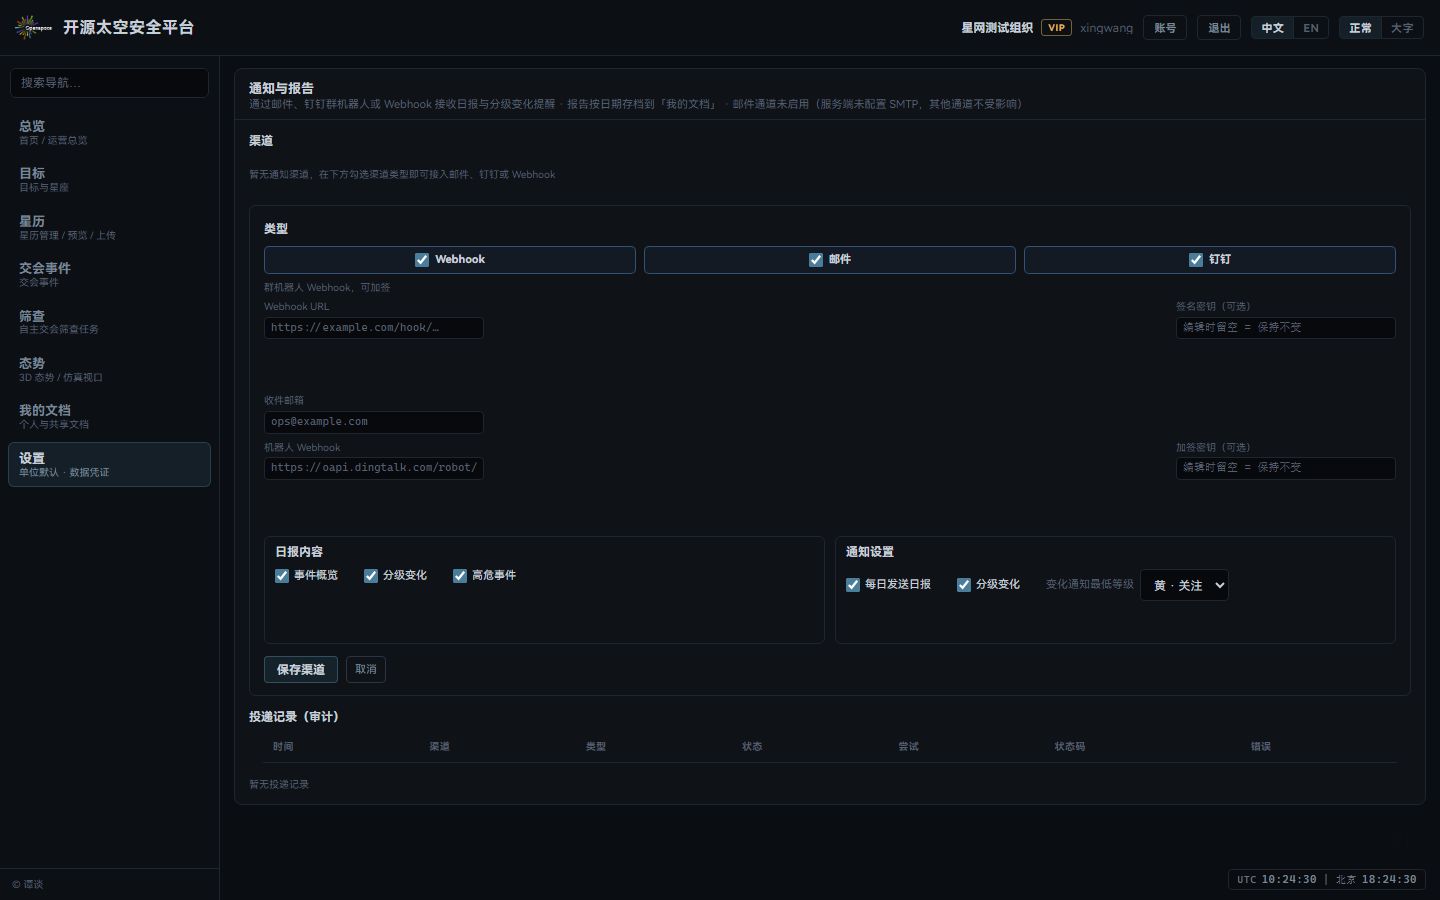 Openspace 开源太空安全平台 星网测试组织 VIP xingwang 账号 退出 中文 EN 正常 大字
搜索导航...
总览
首页 / 运营总览
目标
目标与星座
星历
星历管理 / 预览 / 上传
交会事件
交会事件
筛查
自主交会筛查任务
态势
3D 态势 / 仿真视口
我的文档
个人与共享文档
设置
单位默认 · 数据凭证
© 谭谈
通知与报告
通过邮件、钉钉群机器人或 Webhook 接收日报与分级变化提醒 · 报告按日期存档到「我的文档」 · 邮件通道未启用（服务端未配置 SMTP，其他通道不受影响）
渠道
暂无通知渠道，在下方勾选渠道类型即可接入邮件、钉钉或 Webhook
类型
Webhook 邮件 钉钉
群机器人 Webhook，可加签
Webhook URL 签名密钥（可选）
https://example.com/hook/… 编辑时留空 = 保持不变
收件邮箱
ops@example.com
机器人 Webhook 加签密钥（可选）
https://oapi.dingtalk.com/robot/ 编辑时留空 = 保持不变
日报内容
事件概览 分级变化 高危事件
通知设置
每日发送日报 分级变化 变化通知最低等级 黄 · 关注
保存渠道 取消
投递记录（审计）
时间 渠道 类型 状态 尝试 状态码 错误
暂无投递记录
UTC 10:24:30 | 北京 18:24:30